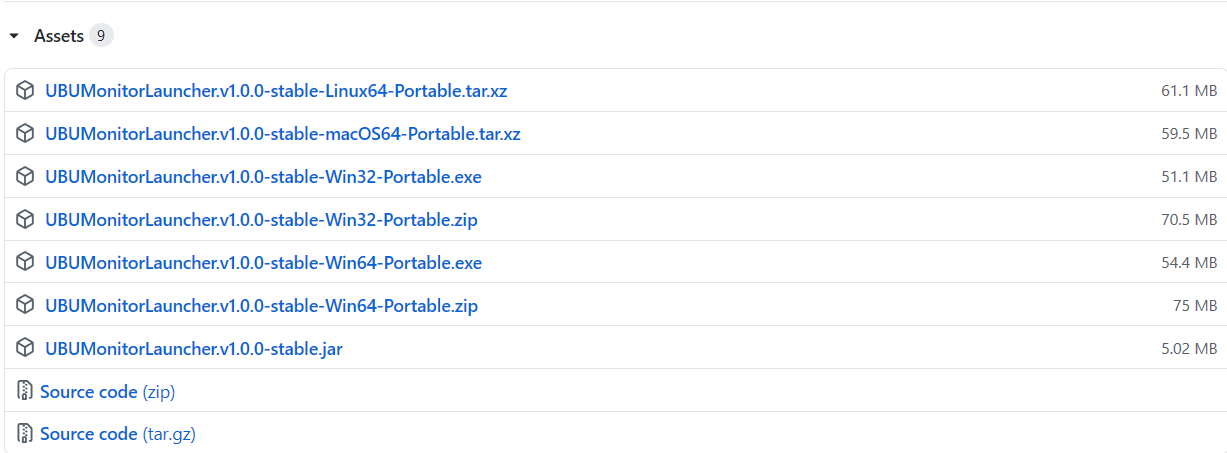 Assets 9
UBUMonitorLauncher.v1.0.0-stable-Linux64-Portable.tar.xz 61.1 MB
UBUMonitorLauncher.v1.0.0-stable-macOS64-Portable.tar.xz 59.5 MB
UBUMonitorLauncher.v1.0.0-stable-Win32-Portable.exe 51.1 MB
UBUMonitorLauncher.v1.0.0-stable-Win32-Portable.zip 70.5 MB
UBUMonitorLauncher.v1.0.0-stable-Win64-Portable.exe 54.4 MB
UBUMonitorLauncher.v1.0.0-stable-Win64-Portable.zip 75 MB
UBUMonitorLauncher.v1.0.0-stable.jar 5.02 MB
Source code (zip)
Source code (tar.gz)